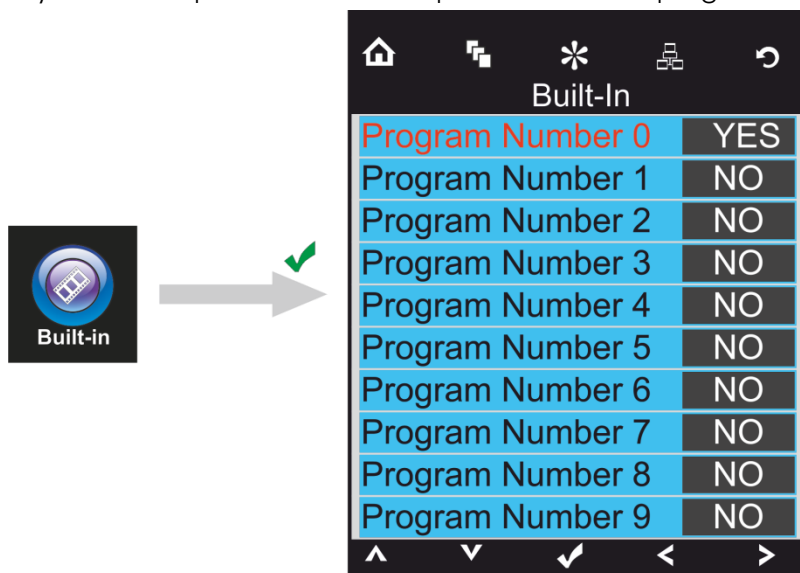 Built-In
Program Number 0 YES
Program Number 1 NO
Program Number 2 NO
Program Number 3 NO
Program Number 4 NO
Program Number 5 NO
Program Number 6 NO
Program Number 7 NO
Program Number 8 NO
Program Number 9 NO
Built-in